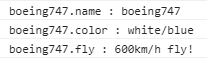 boeing747.name : boeing747
boeing747.color : white/blue
boeing747.fly : 600km/h fly!